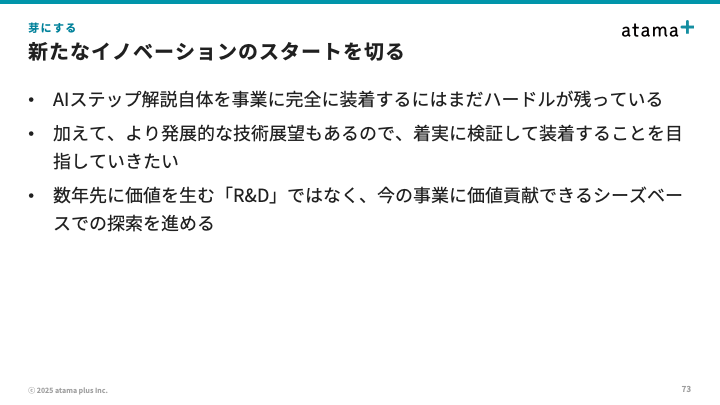 芽にする
atama+
新たなイノベーションのスタートを切る
• AIステップ解説自体を事業に完全に装着するにはまだハードルが残っている
• 加えて、より発展的な技術展望もあるので、着実に検証して装着することを目
指していきたい
• 数年先に価値を生む「R&D」ではなく、今の事業に価値貢献できるシーズベー
スでの探索を進める
ⓒ 2025 atama plus Inc.
73